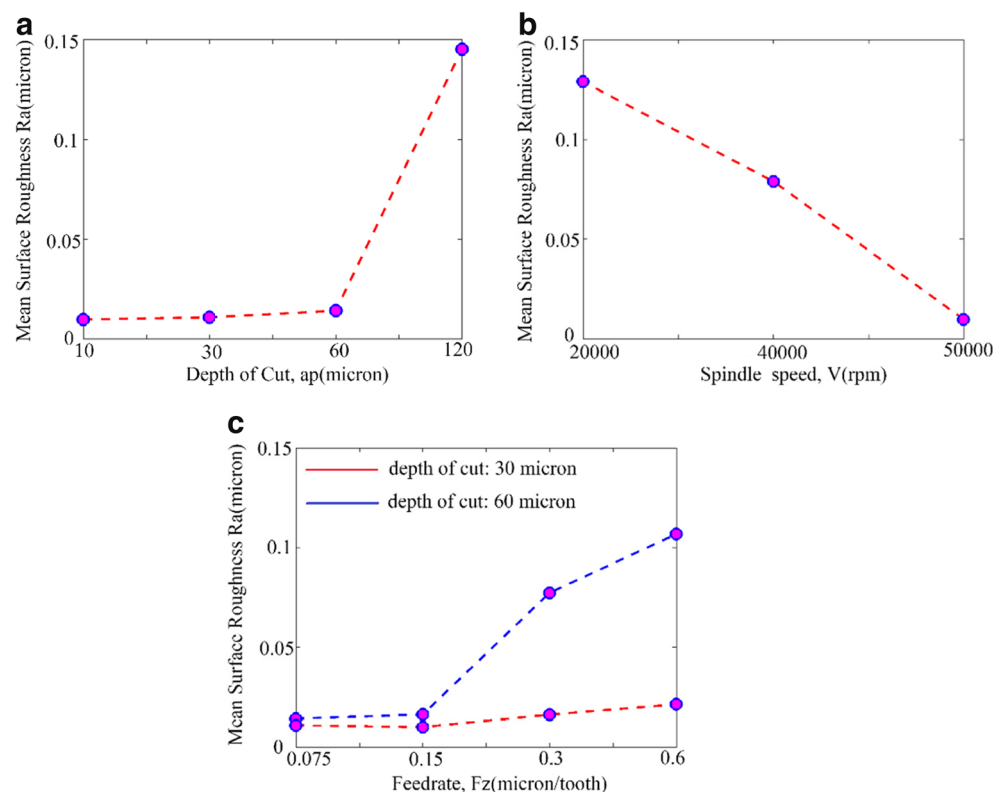 a
Mean Surface Roughness Ra(micron)
0.15
0.1
0.05
0
10 30 60 120
Depth of Cut, ap(micron)
b
Mean Surface Roughness Ra(micron)
0.15
0.1
0.05
0
20000 40000 50000
Spindle speed, V(rpm)
c
Mean Surface Roughness Ra(micron)
0.15
0.1
0.05
0
depth of cut: 30 micron
depth of cut: 60 micron
0.075 0.15 0.3 0.6
Feedrate, Fz(micron/tooth)